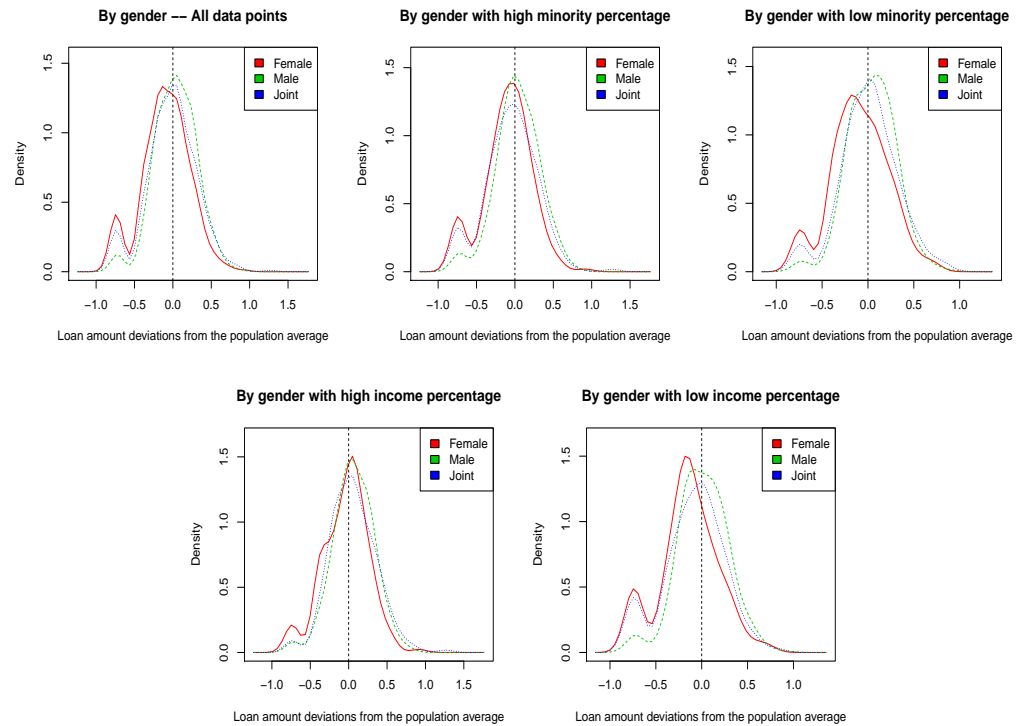 By gender −− All data points
Female
Male
Joint
Density
0.0 0.5 1.0 1.5
−1.0 −0.5 0.0 0.5 1.0 1.5
Loan amount deviations from the population average
By gender with high minority percentage
Female
Male
Joint
Density
0.0 0.5 1.0 1.5
−1.0 −0.5 0.0 0.5 1.0 1.5
Loan amount deviations from the population average
By gender with low minority percentage
Female
Male
Joint
Density
0.0 0.5 1.0 1.5
−1.0 −0.5 0.0 0.5 1.0
Loan amount deviations from the population average
By gender with high income percentage
Female
Male
Joint
Density
0.0 0.5 1.0 1.5
−1.0 −0.5 0.0 0.5 1.0 1.5
Loan amount deviations from the population average
By gender with low income percentage
Female
Male
Joint
Density
0.0 0.5 1.0 1.5
−1.0 −0.5 0.0 0.5 1.0
Loan amount deviations from the population average